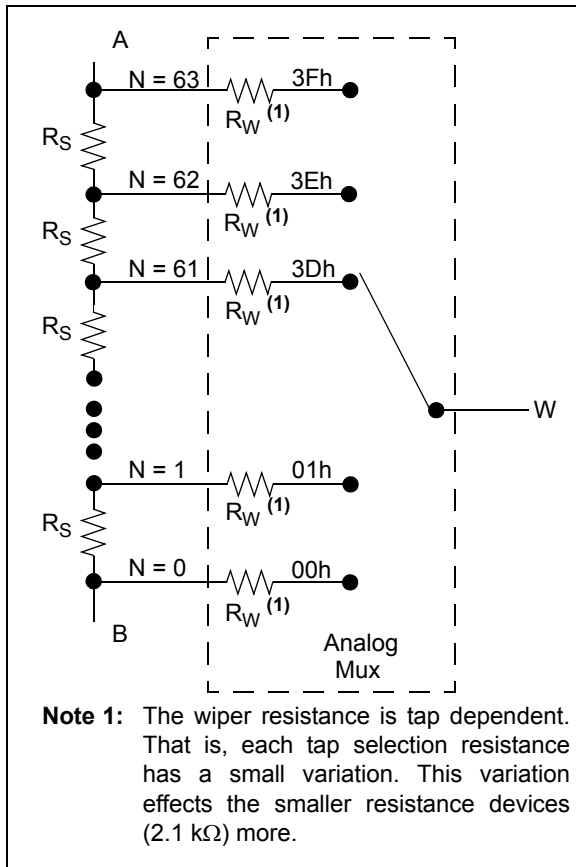 A
N = 63
3Fh
RW (1)
RS
N = 62
3Eh
RW (1)
RS
N = 61
3Dh
RW (1)
RS
W
N = 1
01h
RW (1)
RS
N = 0
00h
RW (1)
B
Analog
Mux
Note 1: The wiper resistance is tap dependent.
That is, each tap selection resistance
has a small variation. This variation
effects the smaller resistance devices
(2.1 kΩ) more.